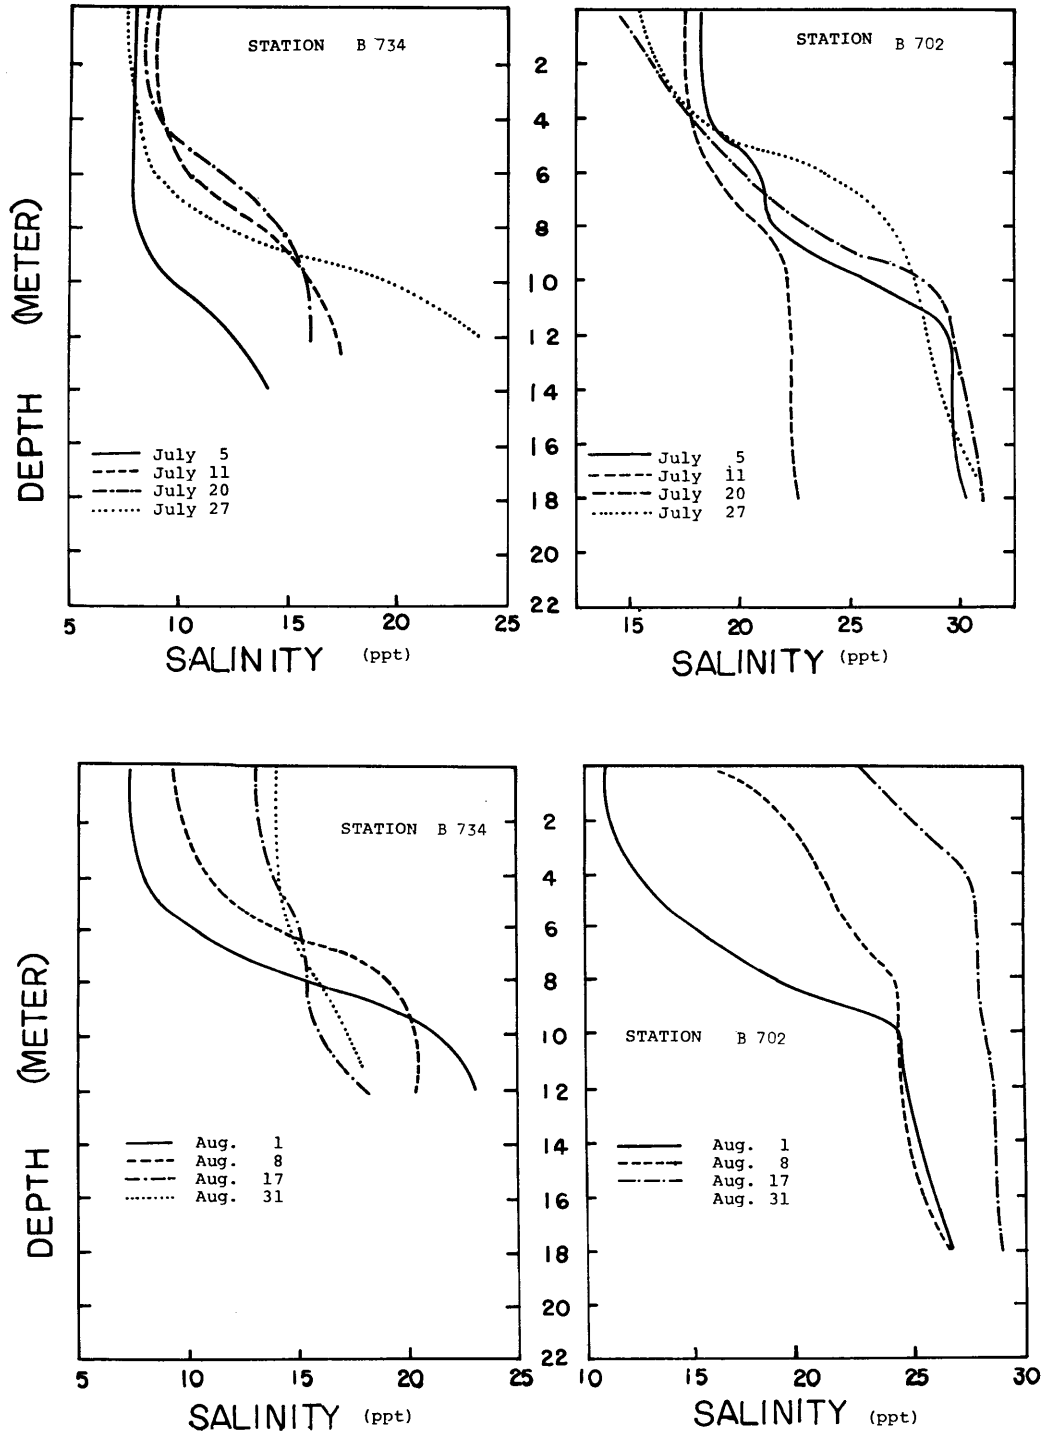 STATION B 734
STATION B 702
2
4
6
8
10
12
14
16
18
20
22
DEPTH (METER)
July 5
July 11
July 20
July 27
July 5
July 11
July 20
July 27
5 10 15 20 25
15 20 25 30
SALINITY (ppt)
SALINITY (ppt)
STATION B 734
2
4
6
8
10
12
14
16
18
20
22
STATION B 702
DEPTH (METER)
Aug. 1
Aug. 8
Aug. 17
Aug. 31
Aug. 1
Aug. 8
Aug. 17
Aug. 31
5 10 15 20 25
10 15 20 25 30
SALINITY (ppt)
SALINITY (ppt)